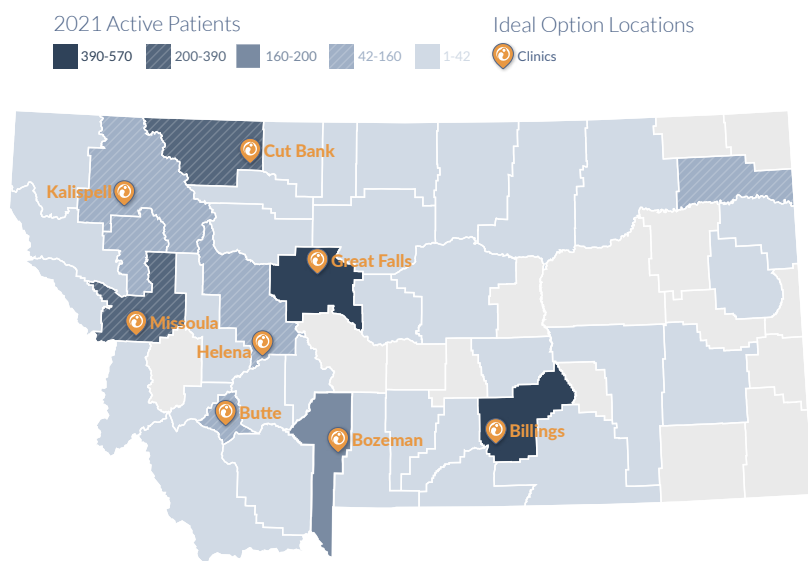 2021 Active Patients
Ideal Option Locations
390-570
200-390
160-200
42-160
1-42
Clinics
Cut Bank
Kalispell
Great Falls
Missoula
Helena
Butte
Billings
Bozeman